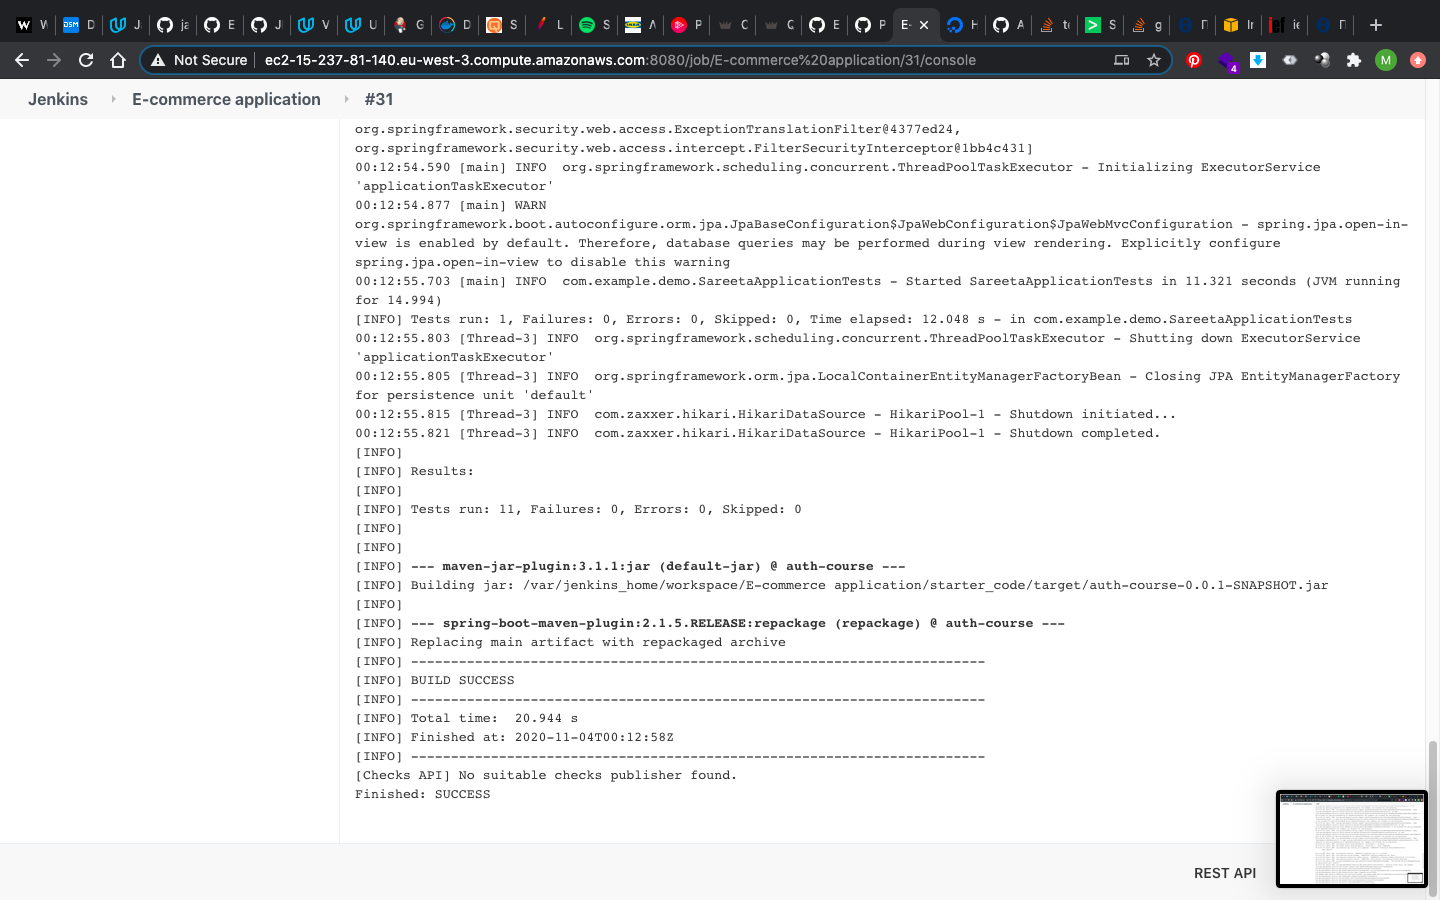 Not Secure ec2-15-237-81-140.eu-west-3.compute.amazonaws.com:8080/job/E-commerce%20application/31/console
Jenkins E-commerce application #31
org.springframework.security.web.access.ExceptionTranslationFilter@4377ed24,
org.springframework.security.web.access.intercept.FilterSecurityInterceptor@1bb4c431]
00:12:54.590 [main] INFO  org.springframework.scheduling.concurrent.ThreadPoolTaskExecutor - Initializing ExecutorService
'applicationTaskExecutor'
00:12:54.877 [main] WARN
org.springframework.boot.autoconfigure.orm.jpa.JpaBaseConfiguration$JpaWebConfiguration$JpaWebMvcConfiguration - spring.jpa.open-in-
view is enabled by default. Therefore, database queries may be performed during view rendering. Explicitly configure
spring.jpa.open-in-view to disable this warning
00:12:55.703 [main] INFO  com.example.demo.SareetaApplicationTests - Started SareetaApplicationTests in 11.321 seconds (JVM running
for 14.994)
[INFO] Tests run: 1, Failures: 0, Errors: 0, Skipped: 0, Time elapsed: 12.048 s - in com.example.demo.SareetaApplicationTests
00:12:55.803 [Thread-3] INFO  org.springframework.scheduling.concurrent.ThreadPoolTaskExecutor - Shutting down ExecutorService
'applicationTaskExecutor'
00:12:55.805 [Thread-3] INFO  org.springframework.orm.jpa.LocalContainerEntityManagerFactoryBean - Closing JPA EntityManagerFactory
for persistence unit 'default'
00:12:55.815 [Thread-3] INFO  com.zaxxer.hikari.HikariDataSource - HikariPool-1 - Shutdown initiated...
00:12:55.821 [Thread-3] INFO  com.zaxxer.hikari.HikariDataSource - HikariPool-1 - Shutdown completed.
[INFO]
[INFO] Results:
[INFO]
[INFO] Tests run: 11, Failures: 0, Errors: 0, Skipped: 0
[INFO]
[INFO]
[INFO] --- maven-jar-plugin:3.1.1:jar (default-jar) @ auth-course ---
[INFO] Building jar: /var/jenkins_home/workspace/E-commerce application/starter_code/target/auth-course-0.0.1-SNAPSHOT.jar
[INFO]
[INFO] --- spring-boot-maven-plugin:2.1.5.RELEASE:repackage (repackage) @ auth-course ---
[INFO] Replacing main artifact with repackaged archive
[INFO] ------------------------------------------------------------------------
[INFO] BUILD SUCCESS
[INFO] ------------------------------------------------------------------------
[INFO] Total time:  20.944 s
[INFO] Finished at: 2020-11-04T00:12:58Z
[INFO] ------------------------------------------------------------------------
[Checks API] No suitable checks publisher found.
Finished: SUCCESS
REST API